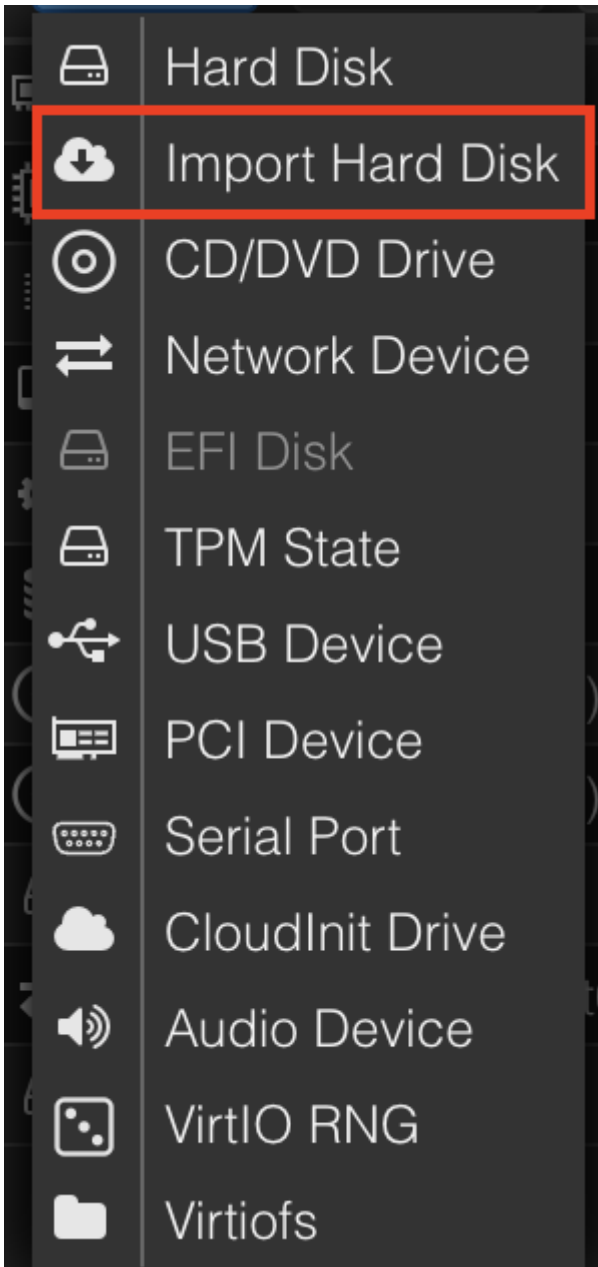 Hard Disk
Import Hard Disk
CD/DVD Drive
Network Device
EFI Disk
TPM State
USB Device
PCI Device
Serial Port
CloudInit Drive
Audio Device
VirtIO RNG
Virtiofs